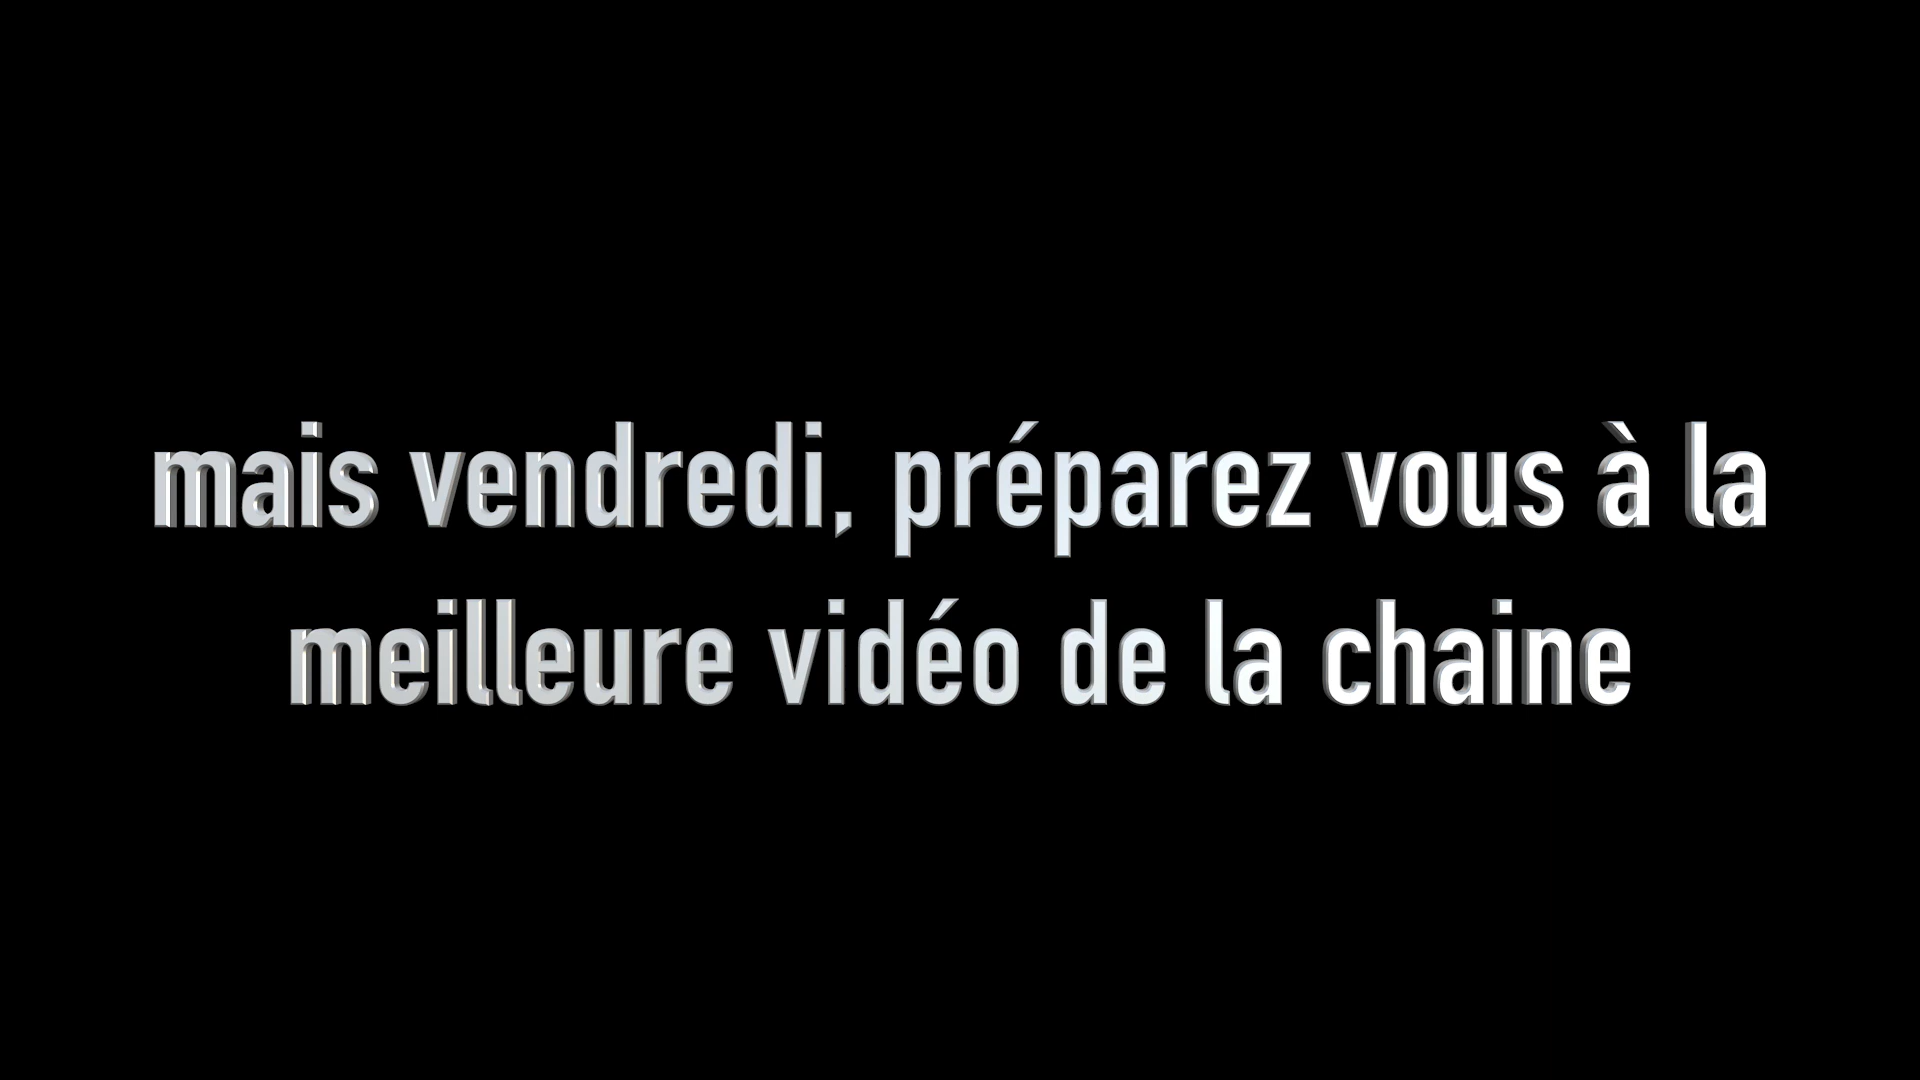 mais vendredi, préparez vous à la
meilleure vidéo de la chaine